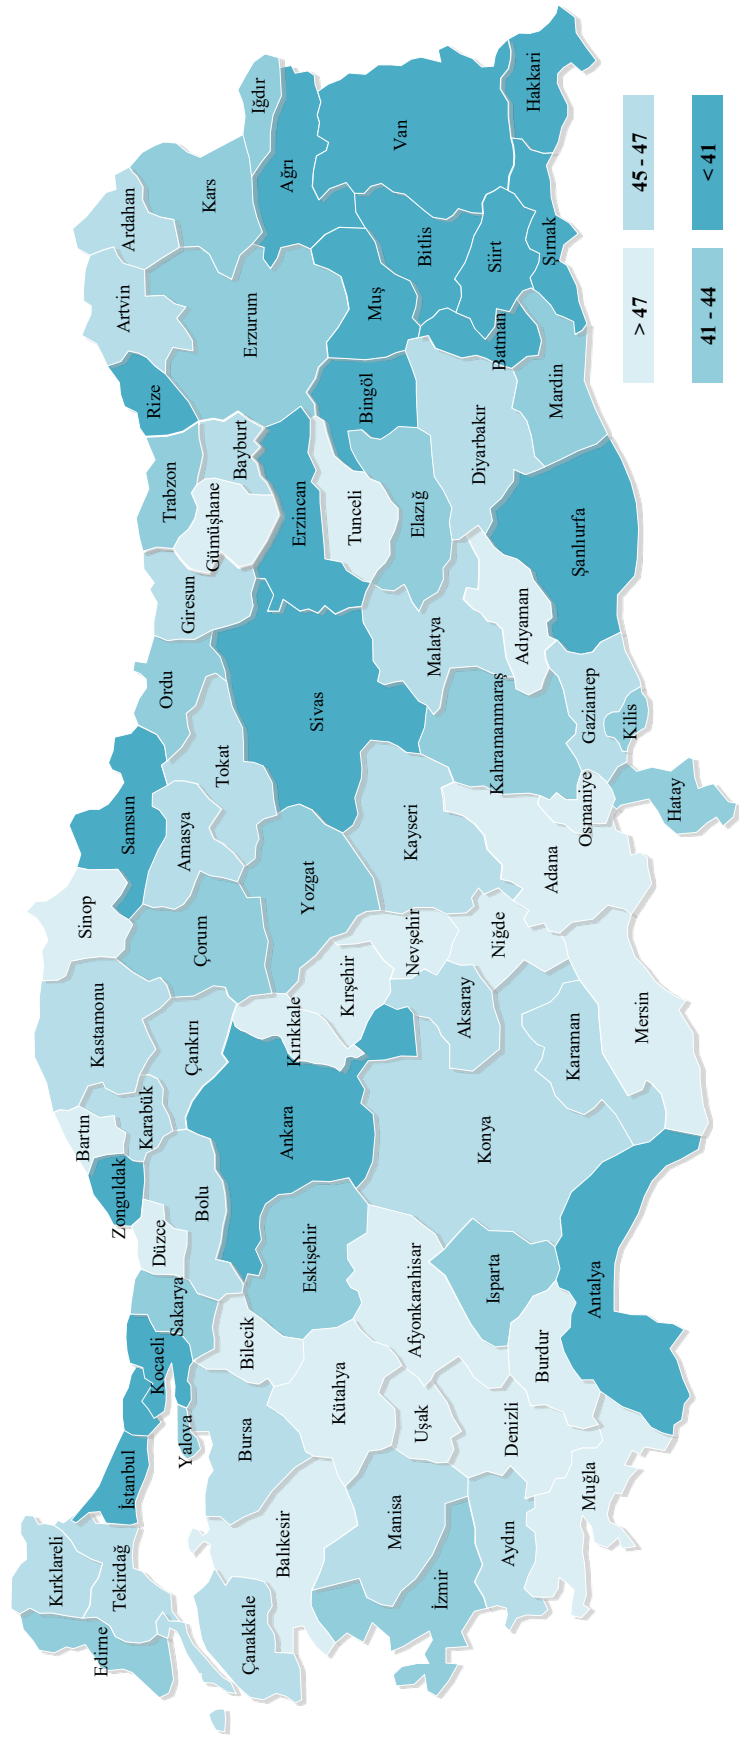 Kırklareli
Edirne
Tekirdağ
İstanbul
Kocaeli
Yalova
Sakarya
Düzce
Zonguldak
Bartın
Karabük
Kastamonu
Sinop
Samsun
Ordu
Giresun
Trabzon
Rize
Artvin
Ardahan
Çanakkale
Balıkesir
Bursa
Bilecik
Bolu
Çankırı
Çorum
Amasya
Tokat
Gümüşhane
Bayburt
Erzurum
Kars
Iğdır
Ağrı
Kütahya
Eskişehir
Ankara
Kırıkkale
Kırşehir
Yozgat
Sivas
Erzincan
Tunceli
Bingöl
Muş
Bitlis
Van
Hakkari
İzmir
Manisa
Uşak
Afyonkarahisar
Konya
Aksaray
Nevşehir
Niğde
Kayseri
Malatya
Elazığ
Diyarbakır
Batman
Siirt
Şırnak
Aydın
Denizli
Muğla
Burdur
Isparta
Antalya
Karaman
Mersin
Adana
Osmaniye
Kahramanmaraş
Adıyaman
Gaziantep
Kilis
Hatay
Şanlıurfa
Mardin
> 47
45 - 47
41 - 44
< 41